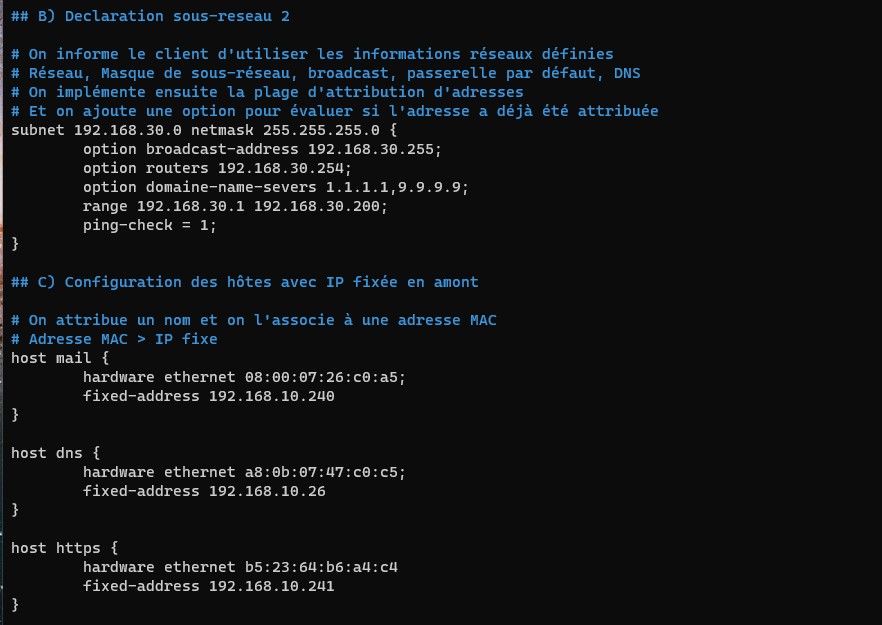 ## B) Declaration sous-reseau 2
# On informe le client d'utiliser les informations réseaux définies
# Réseau, Masque de sous-réseau, broadcast, passerelle par défaut, DNS
# On implémente ensuite la plage d'attribution d'adresses
# Et on ajoute une option pour évaluer si l'adresse a déjà été attribuée
subnet 192.168.30.0 netmask 255.255.255.0 {
        option broadcast-address 192.168.30.255;
        option routers 192.168.30.254;
        option domaine-name-severs 1.1.1.1,9.9.9.9;
        range 192.168.30.1 192.168.30.200;
        ping-check = 1;
}
## C) Configuration des hôtes avec IP fixée en amont
# On attribue un nom et on l'associe à une adresse MAC
# Adresse MAC > IP fixe
host mail {
        hardware ethernet 08:00:07:26:c0:a5;
        fixed-address 192.168.10.240
}
host dns {
        hardware ethernet a8:0b:07:47:c0:c5;
        fixed-address 192.168.10.26
}
host https {
        hardware ethernet b5:23:64:b6:a4:c4
        fixed-address 192.168.10.241
}